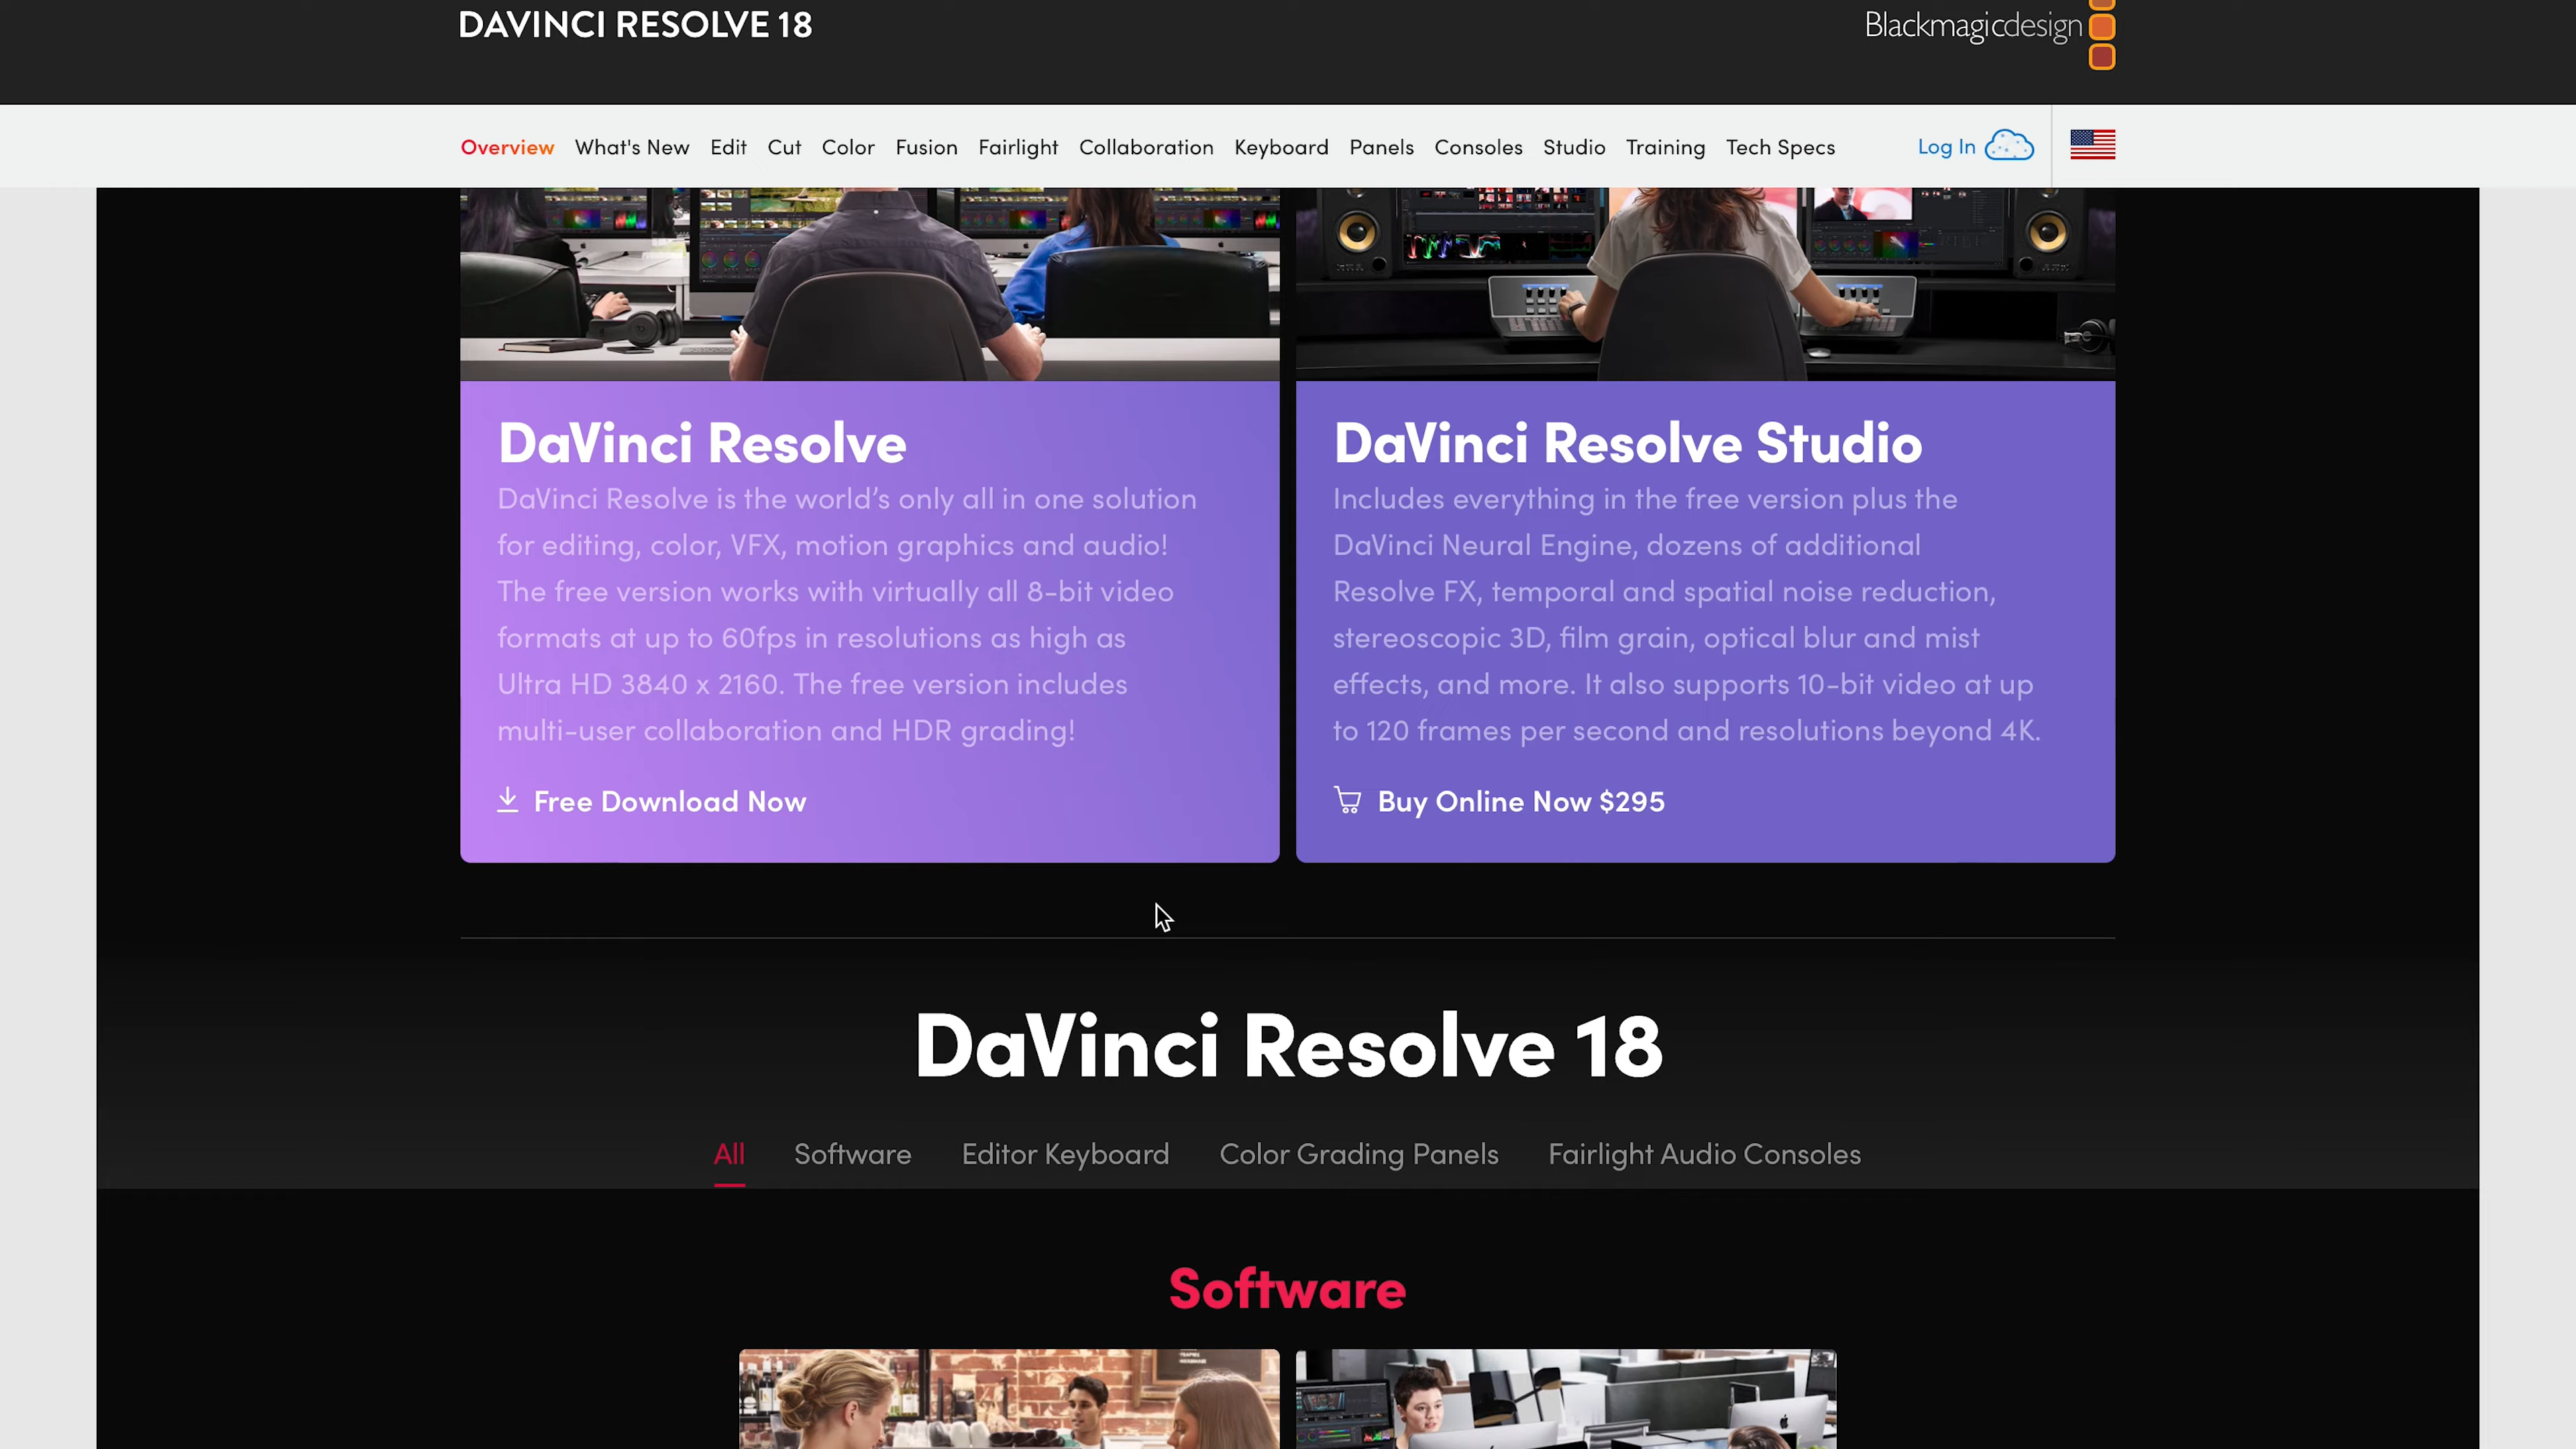 DAVINCI RESOLVE 18
Blackmagicdesign
Overview What's New Edit Cut Color Fusion Fairlight Collaboration Keyboard Panels Consoles Studio Training Tech Specs Log In
DaVinci Resolve
DaVinci Resolve is the world's only all in one solution
for editing, color, VFX, motion graphics and audio!
The free version works with virtually all 8-bit video
formats at up to 60fps in resolutions as high as
Ultra HD 3840 x 2160. The free version includes
multi-user collaboration and HDR grading!
Free Download Now
DaVinci Resolve Studio
Includes everything in the free version plus the
DaVinci Neural Engine, dozens of additional
Resolve FX, temporal and spatial noise reduction,
stereoscopic 3D, film grain, optical blur and mist
effects, and more. It also supports 10-bit video at up
to 120 frames per second and resolutions beyond 4K.
Buy Online Now $295
DaVinci Resolve 18
All Software Editor Keyboard Color Grading Panels Fairlight Audio Consoles
Software